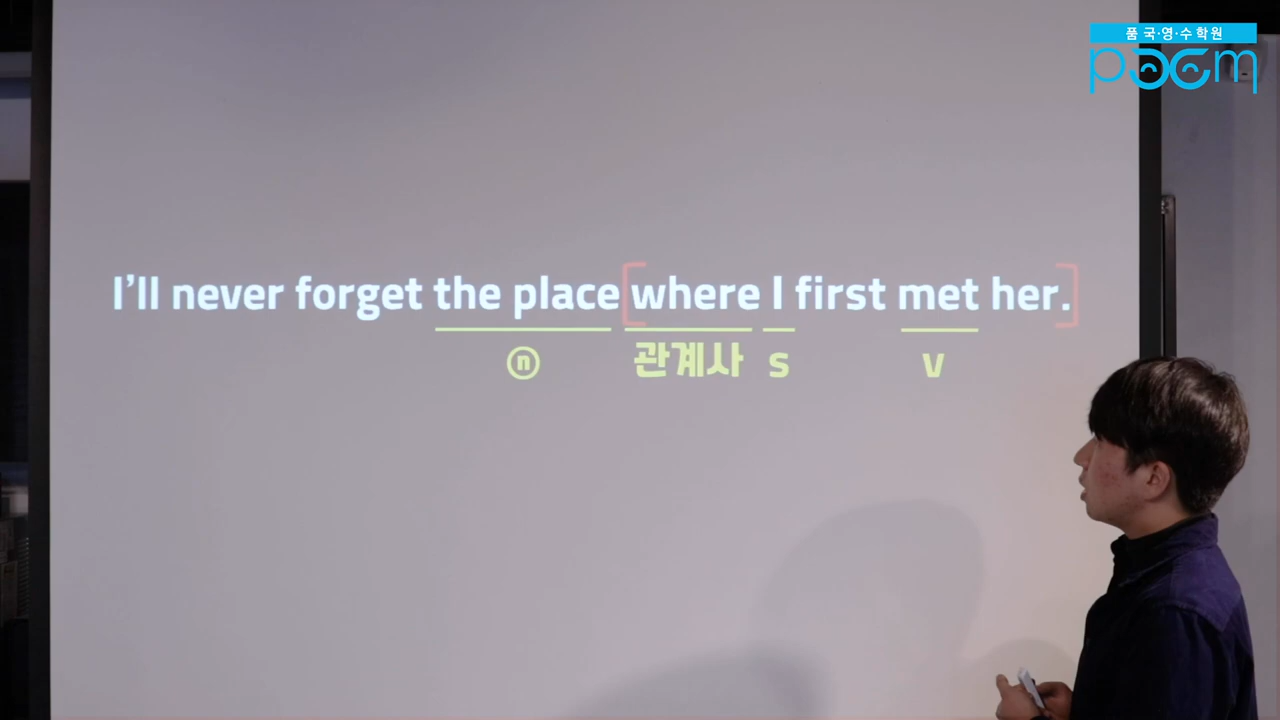 품 국·영·수 학원
poem
I'll never forget the place [where I first met her.]
ⓝ 관계사 S V